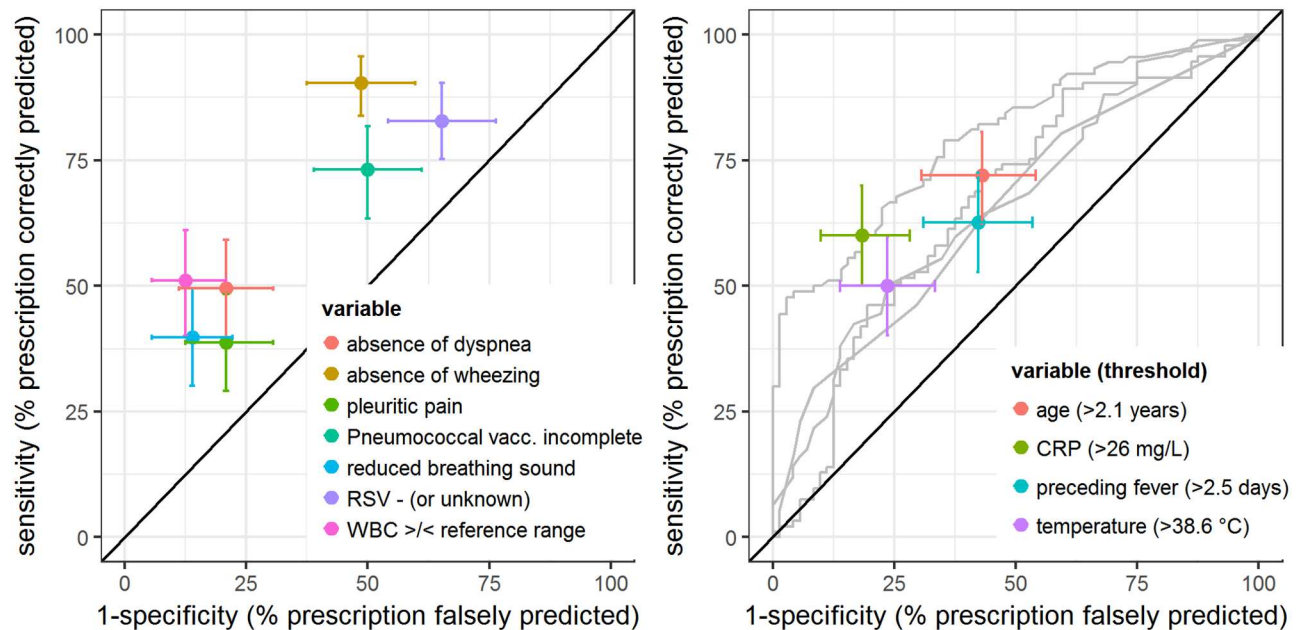 sensitivity (% prescription correctly predicted)
100
75
50
25
0
variable
absence of dyspnea
absence of wheezing
pleuritic pain
Pneumococcal vacc. incomplete
reduced breathing sound
RSV - (or unknown)
WBC >/< reference range
0
25
50
75
100
1-specificity (% prescription falsely predicted)
sensitivity (% prescription correctly predicted)
100
75
50
25
0
variable (threshold)
age (>2.1 years)
CRP (>26 mg/L)
preceding fever (>2.5 days)
temperature (>38.6 °C)
0
25
50
75
100
1-specificity (% prescription falsely predicted)